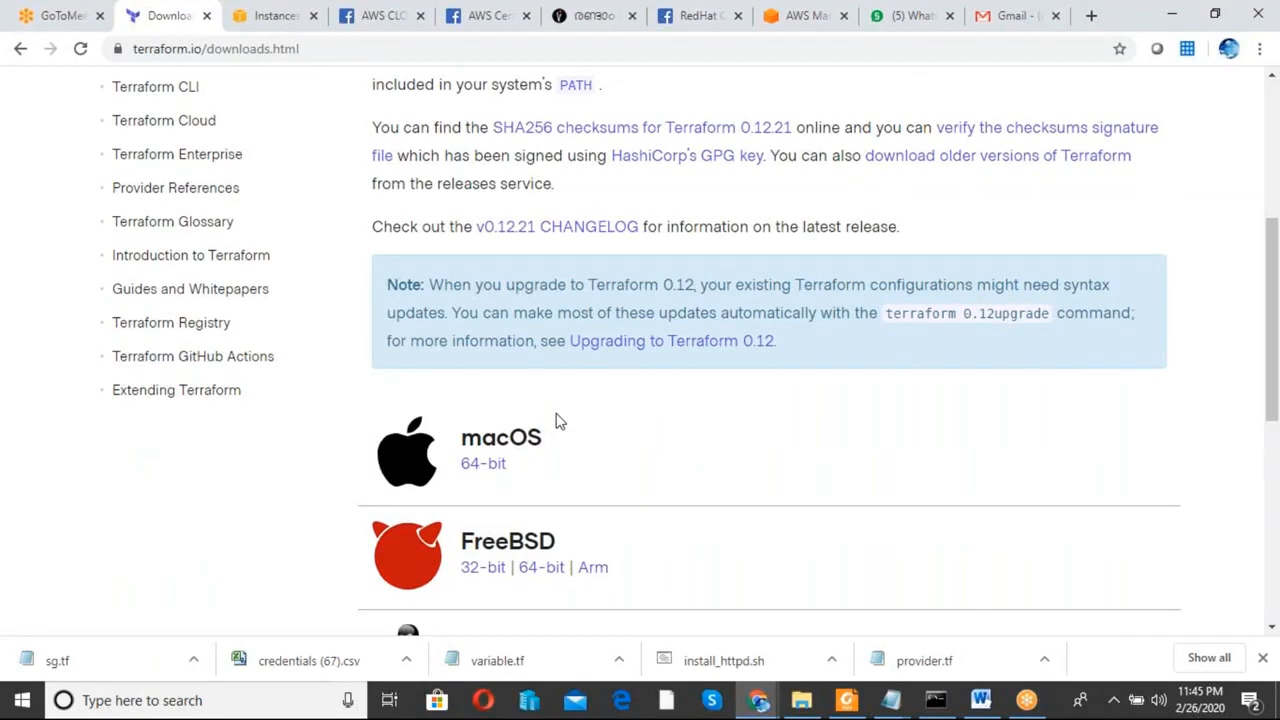 GoToMe
Downloa
Instances
AWS CLC
AWS Cer
നത്താറാം
RedHat C
AWS Ma
(5) Whats
Gmail - (
terraform.io/downloads.html
Terraform CLI
Terraform Cloud
Terraform Enterprise
Provider References
Terraform Glossary
Introduction to Terraform
Guides and Whitepapers
Terraform Registry
Terraform GitHub Actions
Extending Terraform
included in your system's PATH .
You can find the SHA256 checksums for Terraform 0.12.21 online and you can verify the checksums signature
file which has been signed using HashiCorp's GPG key. You can also download older versions of Terraform
from the releases service.
Check out the v0.12.21 CHANGELOG for information on the latest release.
Note: When you upgrade to Terraform 0.12, your existing Terraform configurations might need syntax
updates. You can make most of these updates automatically with the terraform 0.12upgrade command;
for more information, see Upgrading to Terraform 0.12.
macOS
64-bit
FreeBSD
32-bit | 64-bit | Arm
sg.tf
credentials (67).csv
variable.tf
install_httpd.sh
provider.tf
Show all
Type here to search
11:45 PM
2/26/2020
2